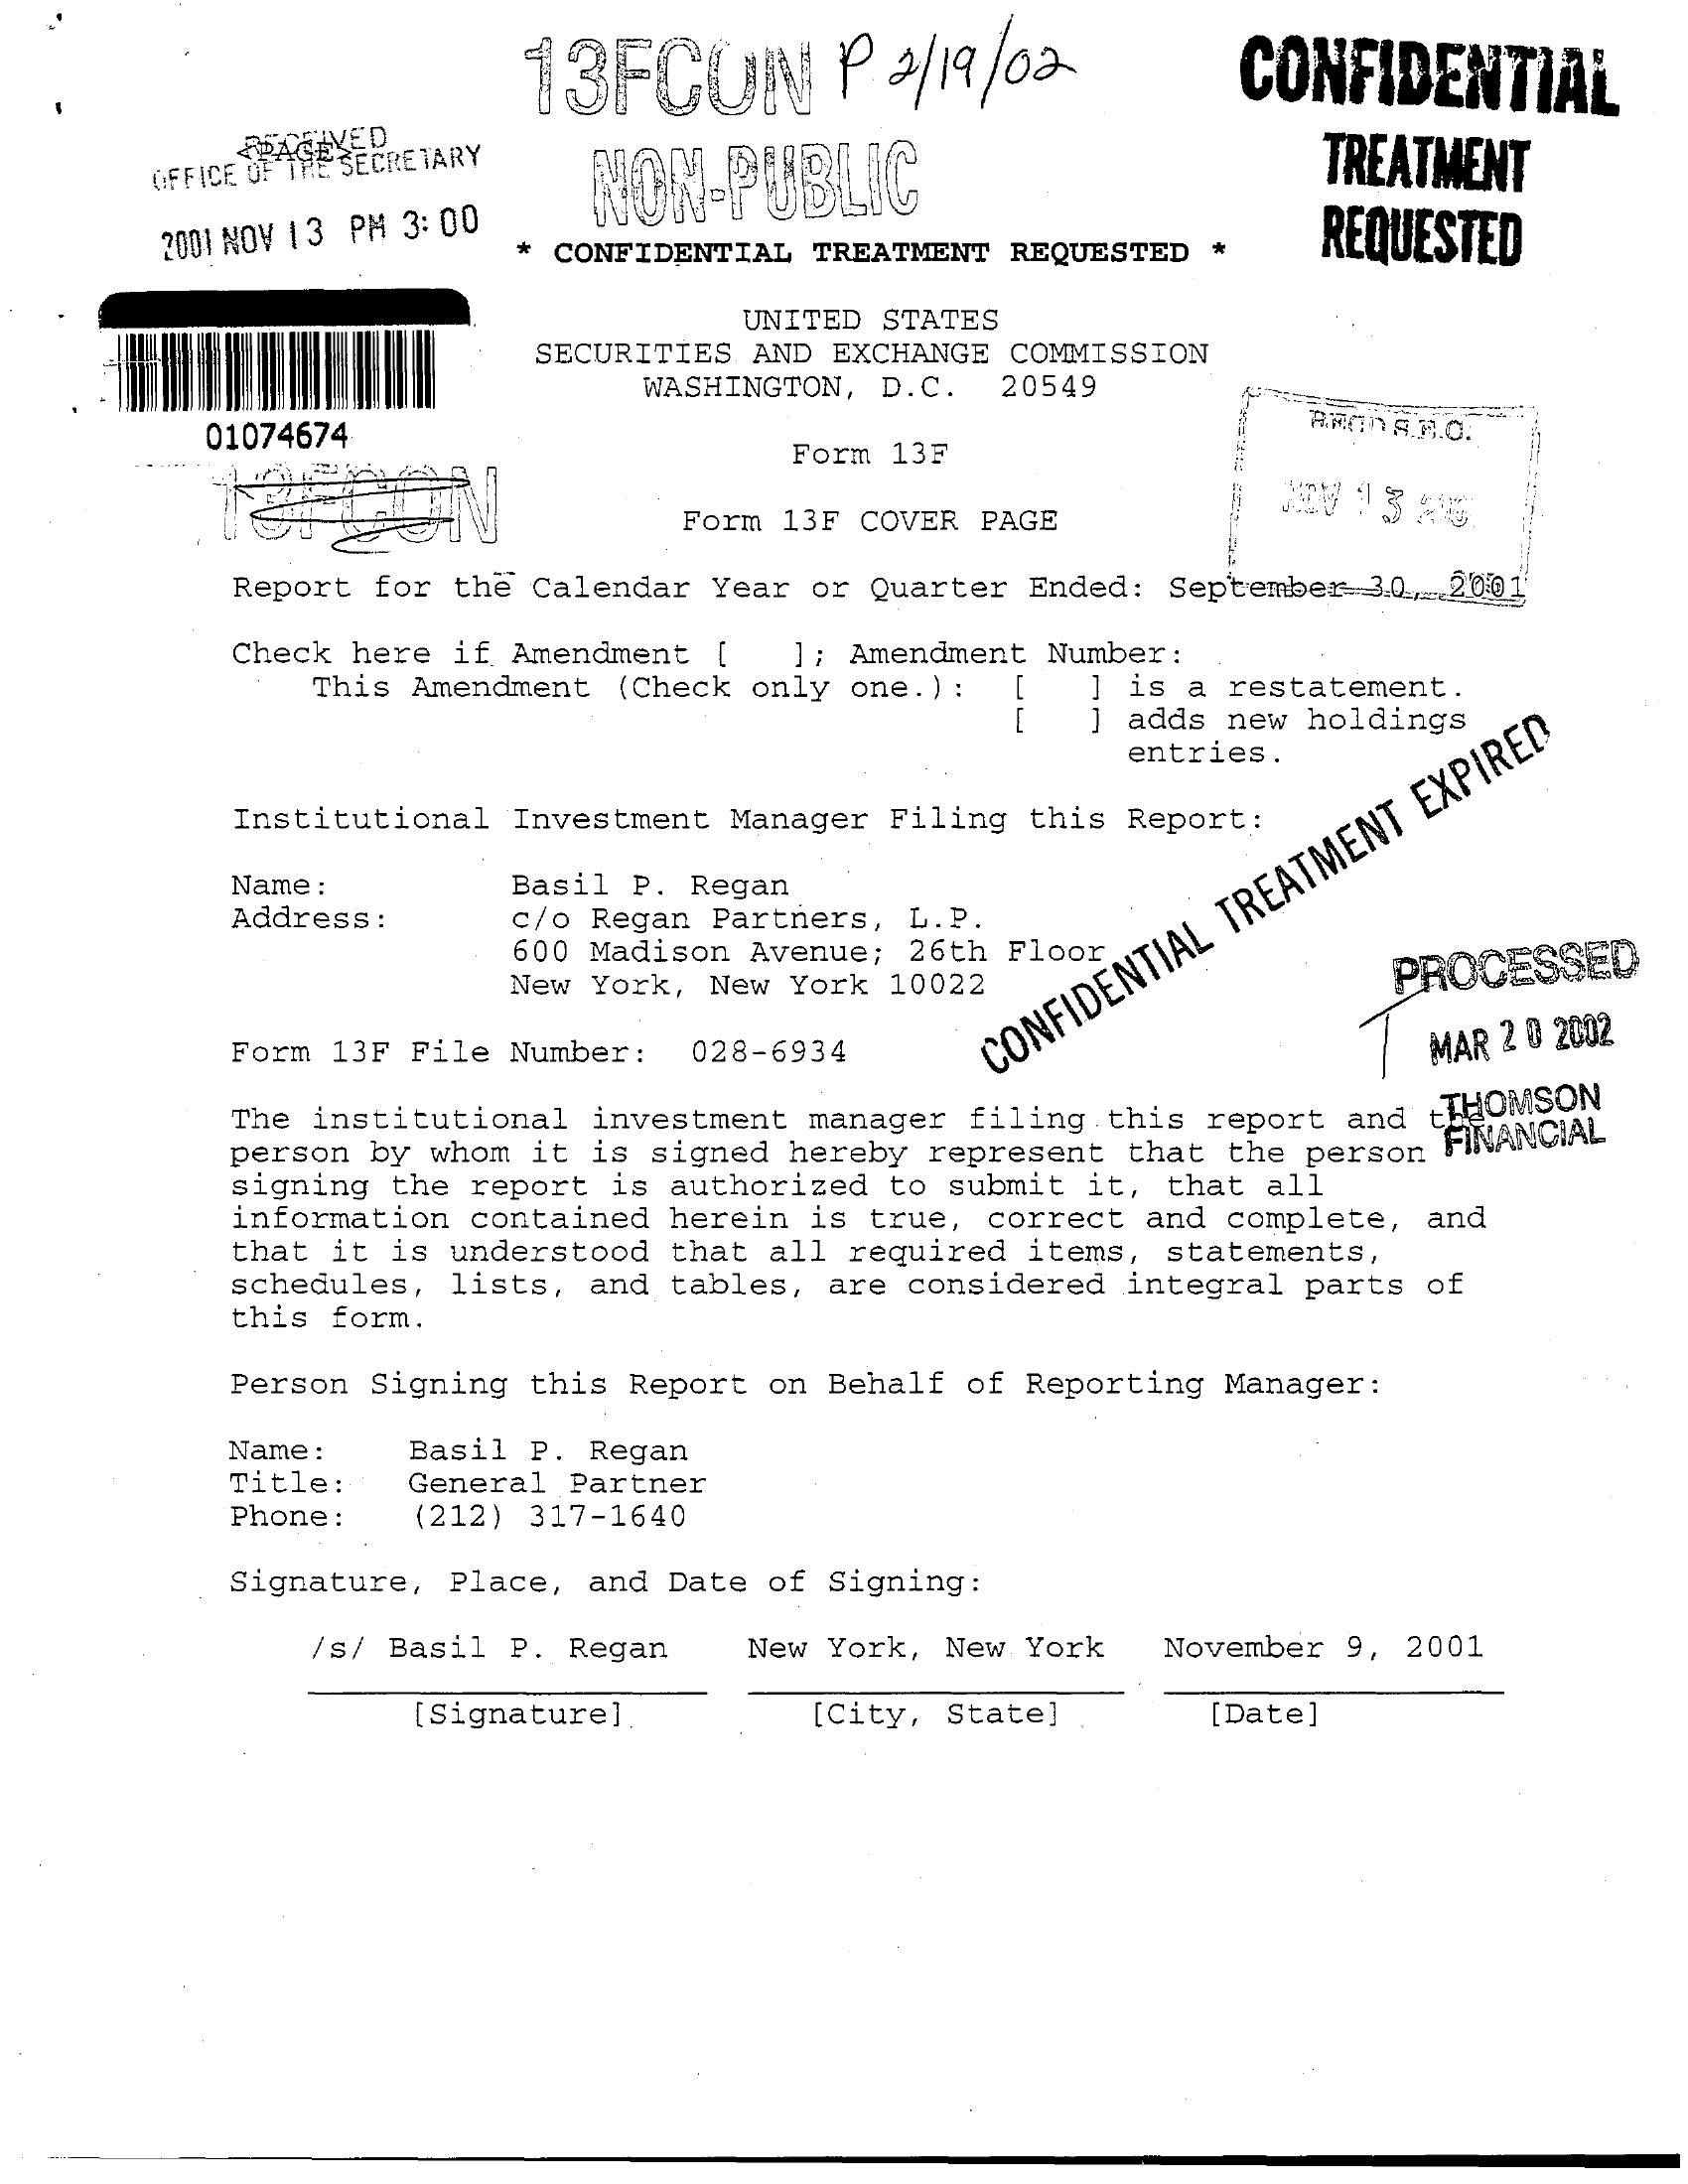 13FCON P 2/19/02
CONFIDENTIAL
TREATMENT
REQUESTED
RECEIVED
<PAGE>
OFFICE OF THE SECRETARY
2001 NOV 13 PM 3:00
NON-PUBLIC
* CONFIDENTIAL TREATMENT REQUESTED *
UNITED STATES
SECURITIES AND EXCHANGE COMMISSION
WASHINGTON, D.C. 20549
01074674
13FCON
REC'D S.E.C.
NOV 13
Form 13F
Form 13F COVER PAGE
Report for the Calendar Year or Quarter Ended: September 30, 2001
Check here if Amendment [ ]; Amendment Number:
This Amendment (Check only one.): [ ] is a restatement.
[ ] adds new holdings
entries.
CONFIDENTIAL TREATMENT EXPIRED
Institutional Investment Manager Filing this Report:
Name: Basil P. Regan
Address: c/o Regan Partners, L.P.
600 Madison Avenue; 26th Floor
New York, New York 10022
PROCESSED
MAR 20 2002
THOMSON
FINANCIAL
Form 13F File Number: 028-6934
The institutional investment manager filing this report and the
person by whom it is signed hereby represent that the person
signing the report is authorized to submit it, that all
information contained herein is true, correct and complete, and
that it is understood that all required items, statements,
schedules, lists, and tables, are considered integral parts of
this form.
Person Signing this Report on Behalf of Reporting Manager:
Name: Basil P. Regan
Title: General Partner
Phone: (212) 317-1640
Signature, Place, and Date of Signing:
/s/ Basil P. Regan New York, New York November 9, 2001
[Signature] [City, State] [Date]